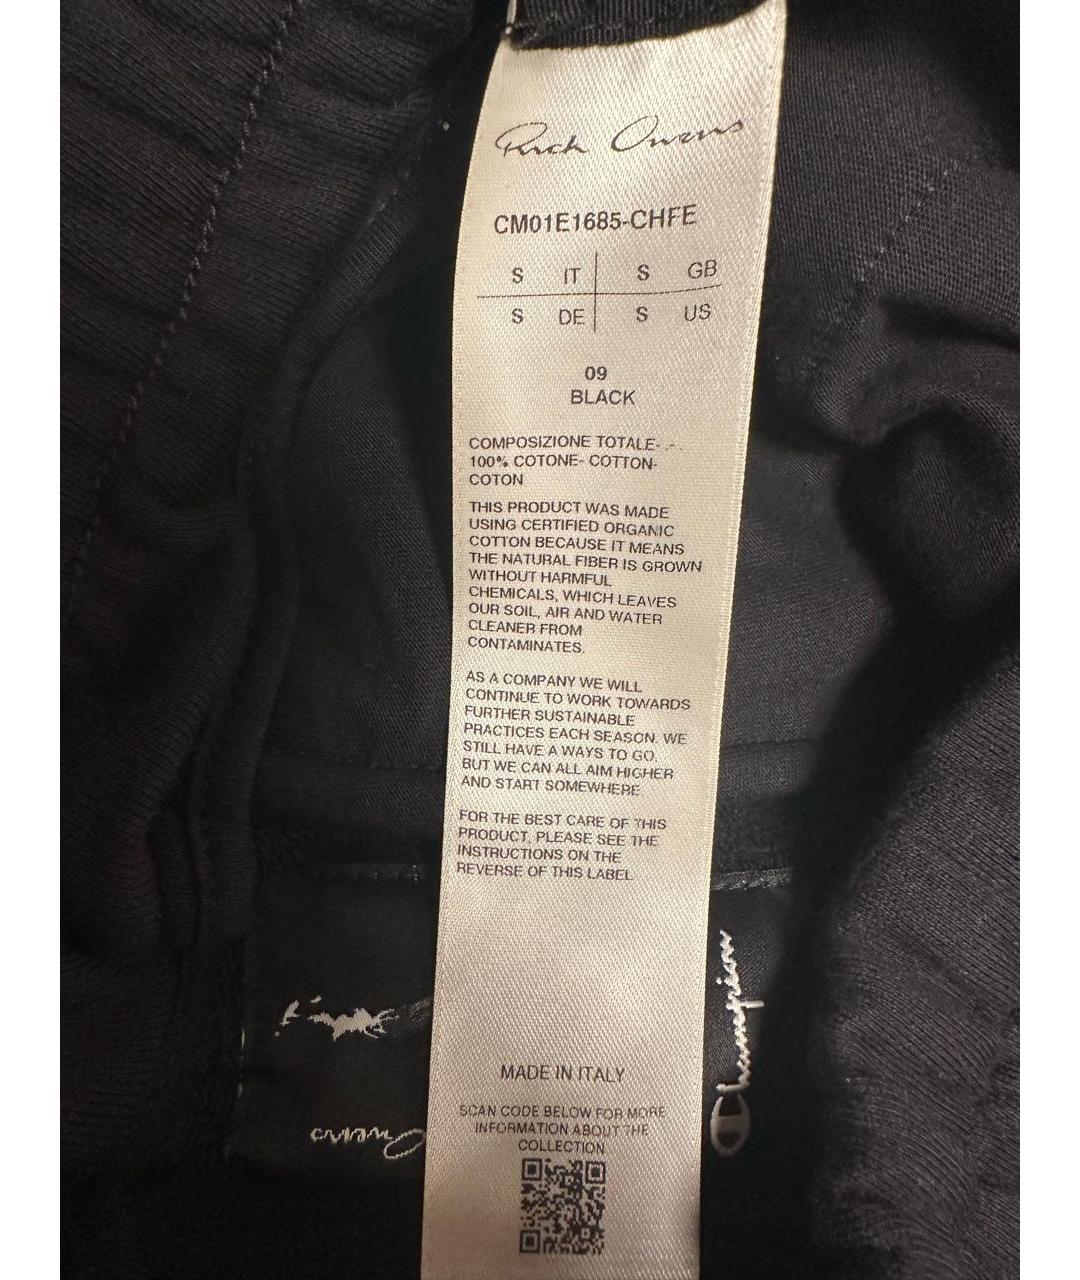 Rick Owens
CM01E1685-CHFE
S IT S GB
S DE S US
09
BLACK
COMPOSIZIONE TOTALE- -
100% COTONE- COTTON-
COTON
THIS PRODUCT WAS MADE
USING CERTIFIED ORGANIC
COTTON BECAUSE IT MEANS
THE NATURAL FIBER IS GROWN
WITHOUT HARMFUL
CHEMICALS, WHICH LEAVES
OUR SOIL, AIR AND WATER
CLEANER FROM
CONTAMINATES.
AS A COMPANY WE WILL
CONTINUE TO WORK TOWARDS
FURTHER SUSTAINABLE
PRACTICES EACH SEASON. WE
STILL HAVE A WAYS TO GO,
BUT WE CAN ALL AIM HIGHER
AND START SOMEWHERE
FOR THE BEST CARE OF THIS
PRODUCT, PLEASE SEE THE
INSTRUCTIONS ON THE
REVERSE OF THIS LABEL
Champion
Owens
MADE IN ITALY
SCAN CODE BELOW FOR MORE
INFORMATION ABOUT THE
COLLECTION